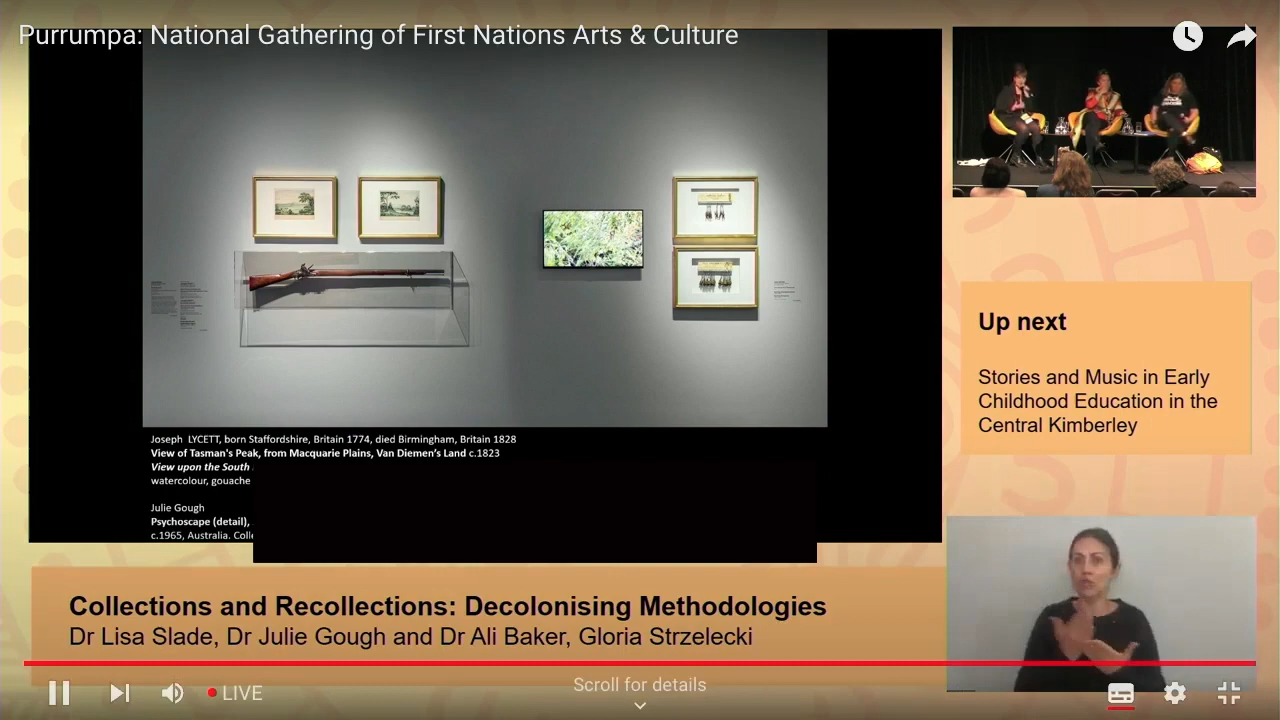 Purrumpa: National Gathering of First Nations Arts & Culture
Joseph LYCETT, born Staffordshire, Britain 1774, died Birmingham, Britain 1828
View of Tasman's Peak, from Macquarie Plains, Van Diemen's Land c.1823
View upon the South
watercolour, gouache
Julie Gough
Psychoscape (detail),
c.1965, Australia. Colle
Up next
Stories and Music in Early
Childhood Education in the
Central Kimberley
Collections and Recollections: Decolonising Methodologies
Dr Lisa Slade, Dr Julie Gough and Dr Ali Baker, Gloria Strzelecki
LIVE
Scroll for details